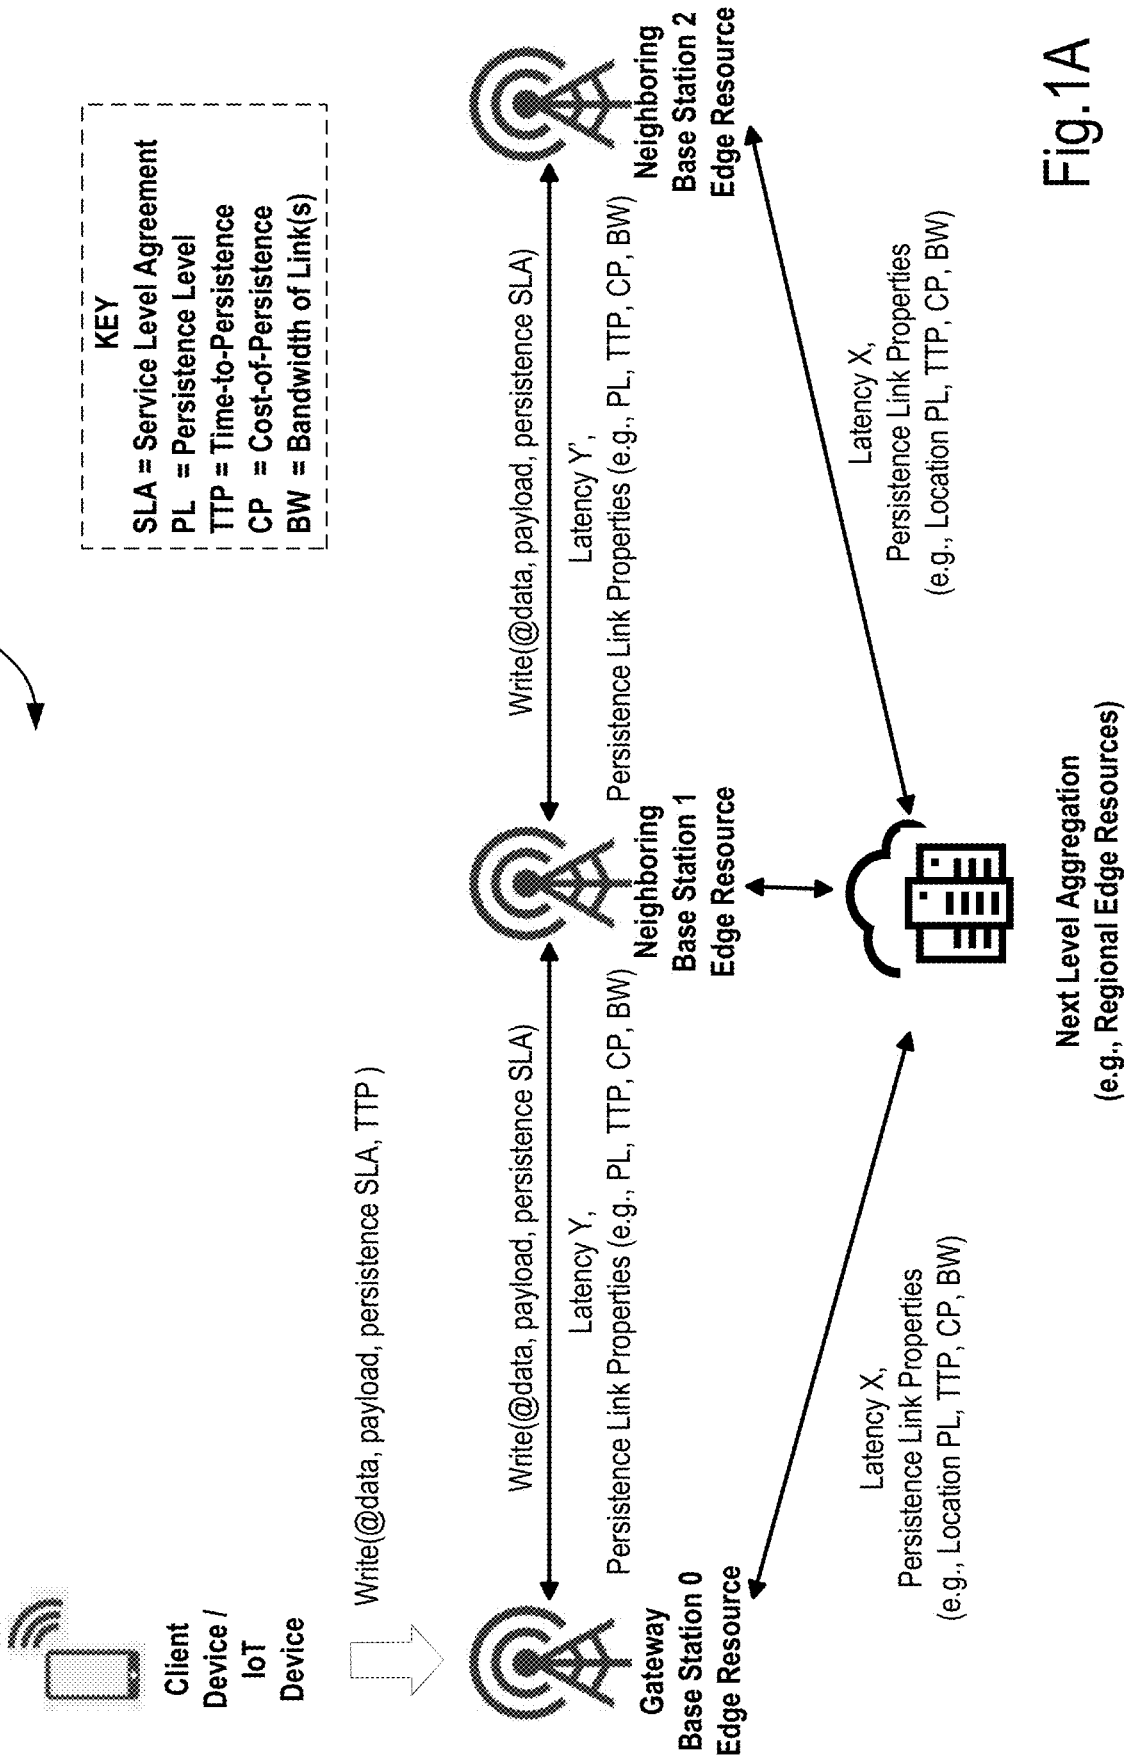 KEY
SLA = Service Level Agreement
PL = Persistence Level
TTP = Time-to-Persistence
CP = Cost-of-Persistence
BW = Bandwidth of Link(s)
Client
Device /
IoT
Device
Write(@data, payload, persistence SLA, TTP )
Write(@data, payload, persistence SLA)
Latency Y,
Persistence Link Properties (e.g., PL, TTP, CP, BW)
Write(@data, payload, persistence SLA)
Latency Y',
Persistence Link Properties (e.g., PL, TTP, CP, BW)
Gateway
Base Station 0
Edge Resource
Neighboring
Base Station 1
Edge Resource
Neighboring
Base Station 2
Edge Resource
Latency X,
Persistence Link Properties
(e.g., Location PL, TTP, CP, BW)
Latency X,
Persistence Link Properties
(e.g., Location PL, TTP, CP, BW)
Next Level Aggregation
(e.g., Regional Edge Resources)
Fig.1A